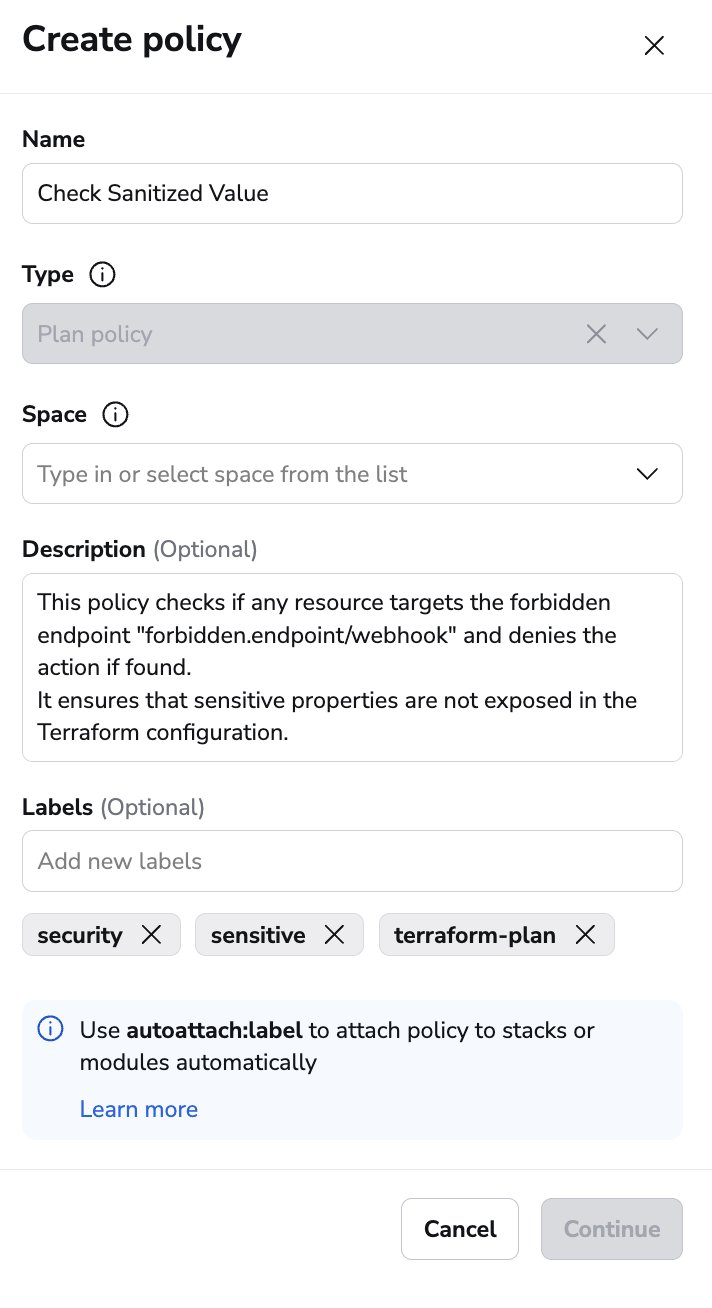 Create policy
Name
Check Sanitized Value
Type
Plan policy
Space
Type in or select space from the list
Description (Optional)
This policy checks if any resource targets the forbidden
endpoint "forbidden.endpoint/webhook" and denies the
action if found.
It ensures that sensitive properties are not exposed in the
Terraform configuration.
Labels (Optional)
Add new labels
security sensitive terraform-plan
Use autoattach:label to attach policy to stacks or
modules automatically
Learn more
Cancel Continue